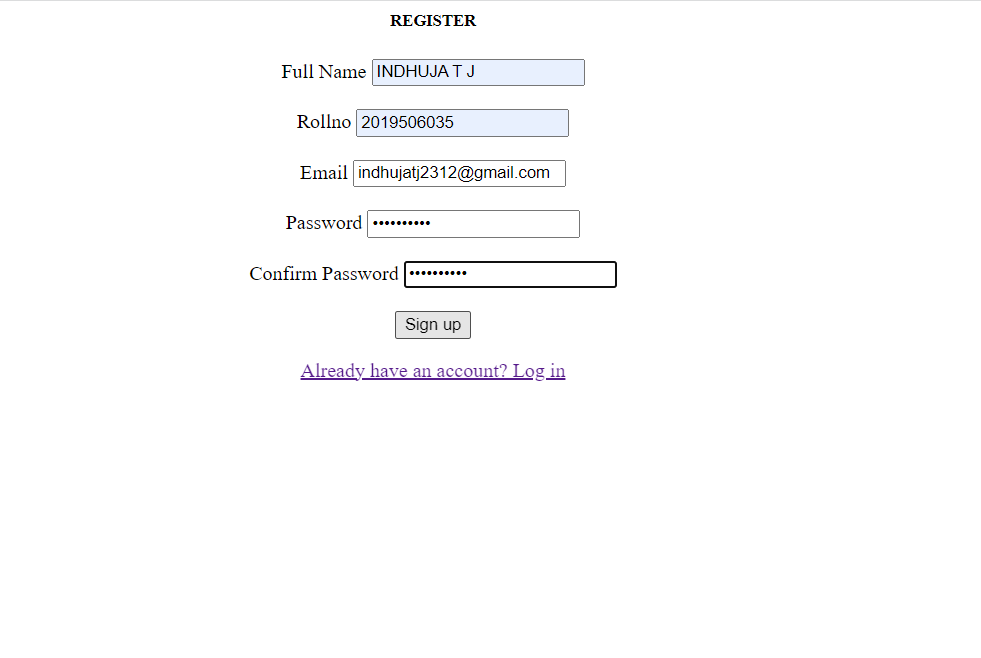 REGISTER
Full Name INDHUJA T J
Rollno 2019506035
Email indhujatj2312@gmail.com
Password ••••••••••
Confirm Password ••••••••••
Sign up
Already have an account? Log in